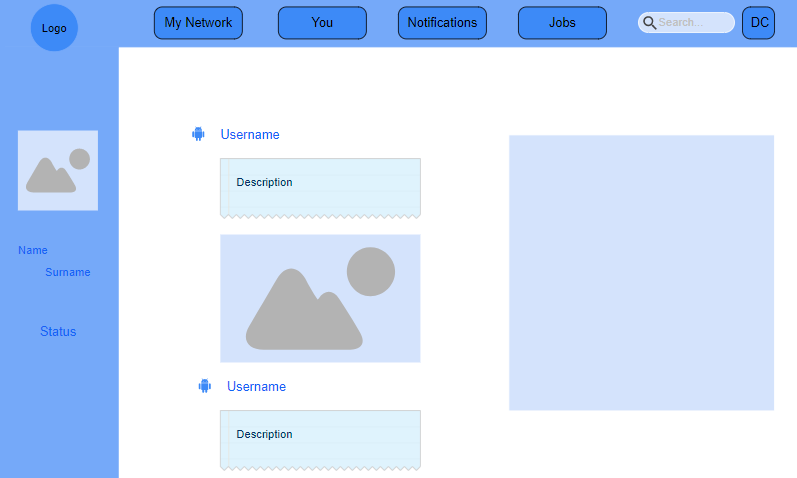 Logo
My Network
You
Notifications
Jobs
Search...
DC
Name
Surname
Status
Username
Description
Username
Description